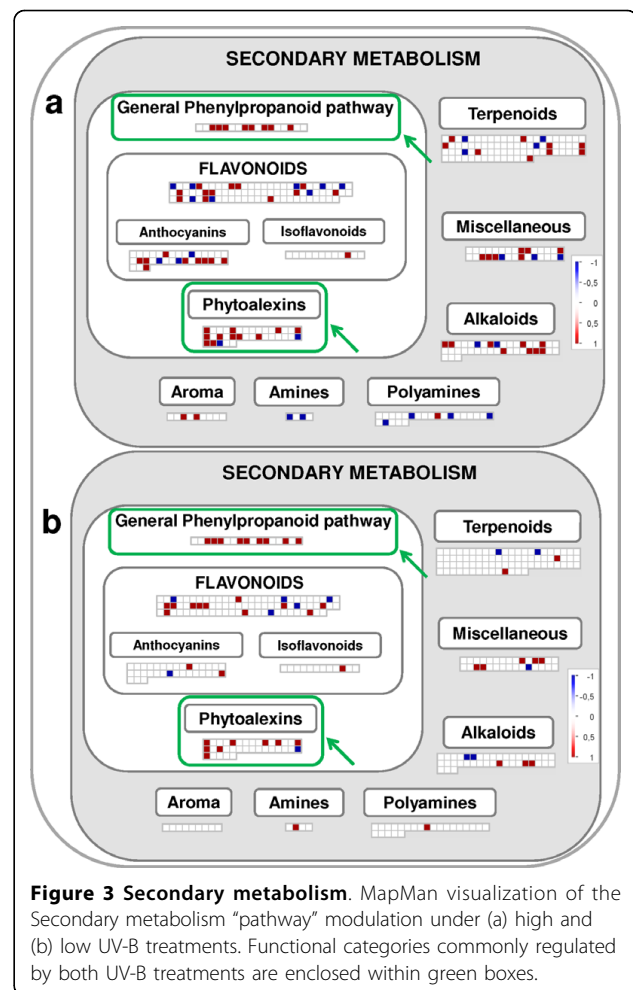 SECONDARY METABOLISM
a
General Phenylpropanoid pathway
Terpenoids
FLAVONOIDS
Anthocyanins
Isoflavonoids
Miscellaneous
-1
-0,5
0
0,5
1
Phytoalexins
Alkaloids
Aroma
Amines
Polyamines
SECONDARY METABOLISM
b
General Phenylpropanoid pathway
Terpenoids
FLAVONOIDS
Anthocyanins
Isoflavonoids
Miscellaneous
-1
-0,5
0
0,5
1
Phytoalexins
Alkaloids
Aroma
Amines
Polyamines
Figure 3 Secondary metabolism. MapMan visualization of the
Secondary metabolism “pathway” modulation under (a) high and
(b) low UV-B treatments. Functional categories commonly regulated
by both UV-B treatments are enclosed within green boxes.